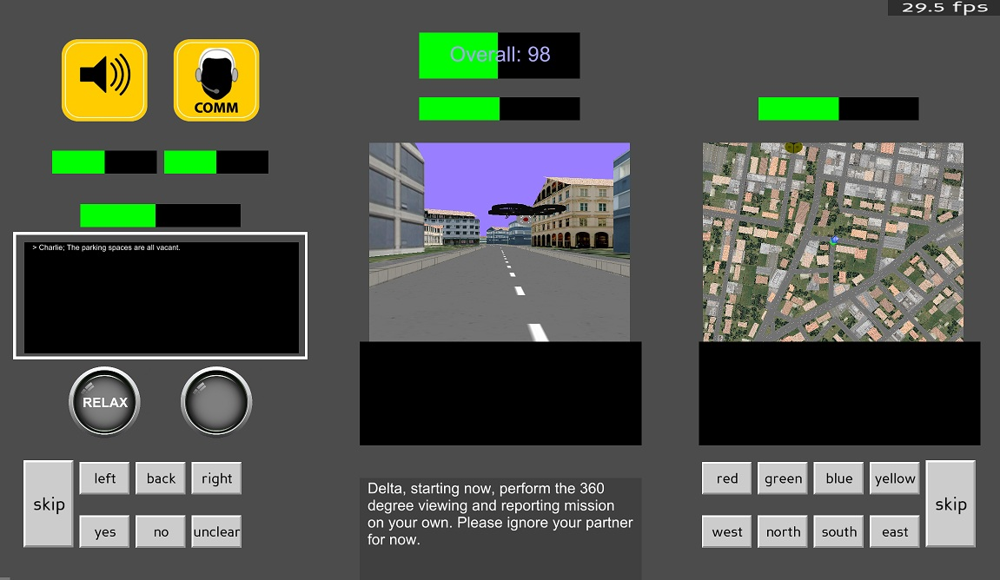 29.5 fps
COMM
Overall: 98
> Charlie; The parking spaces are all vacant.
RELAX
left
back
right
skip
yes
no
unclear
Delta, starting now, perform the 360
degree viewing and reporting mission
on your own. Please ignore your partner
for now.
red
green
blue
yellow
skip
west
north
south
east